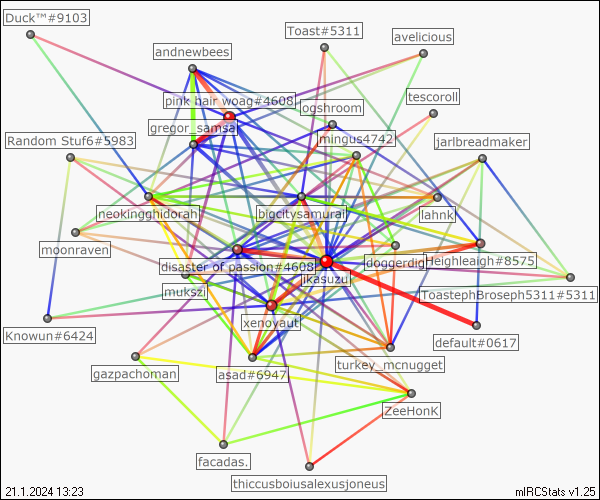 Duck™#9103
Toast#5311
avelicious
andnewbees
tescoroll
pink hair woag#4608
ogshroom
gregor_samsa
mingus4742
Random Stuf6#5983
jarlbreadmaker
neokingghidorah
bigcitysamurai
lahnk
moonraven
disaster of passion#4608
doggerdig
Heighleaigh#8575
jikasuzu
mukszi
ToastephBroseph5311#5311
xenoyaut
Knowun#6424
default#0617
turkey_mcnugget
gazpachoman
asad#6947
ZeeHonK
facadas.
thiccusboiusalexusjoneus
21.1.2024 13:23
mIRCStats v1.25